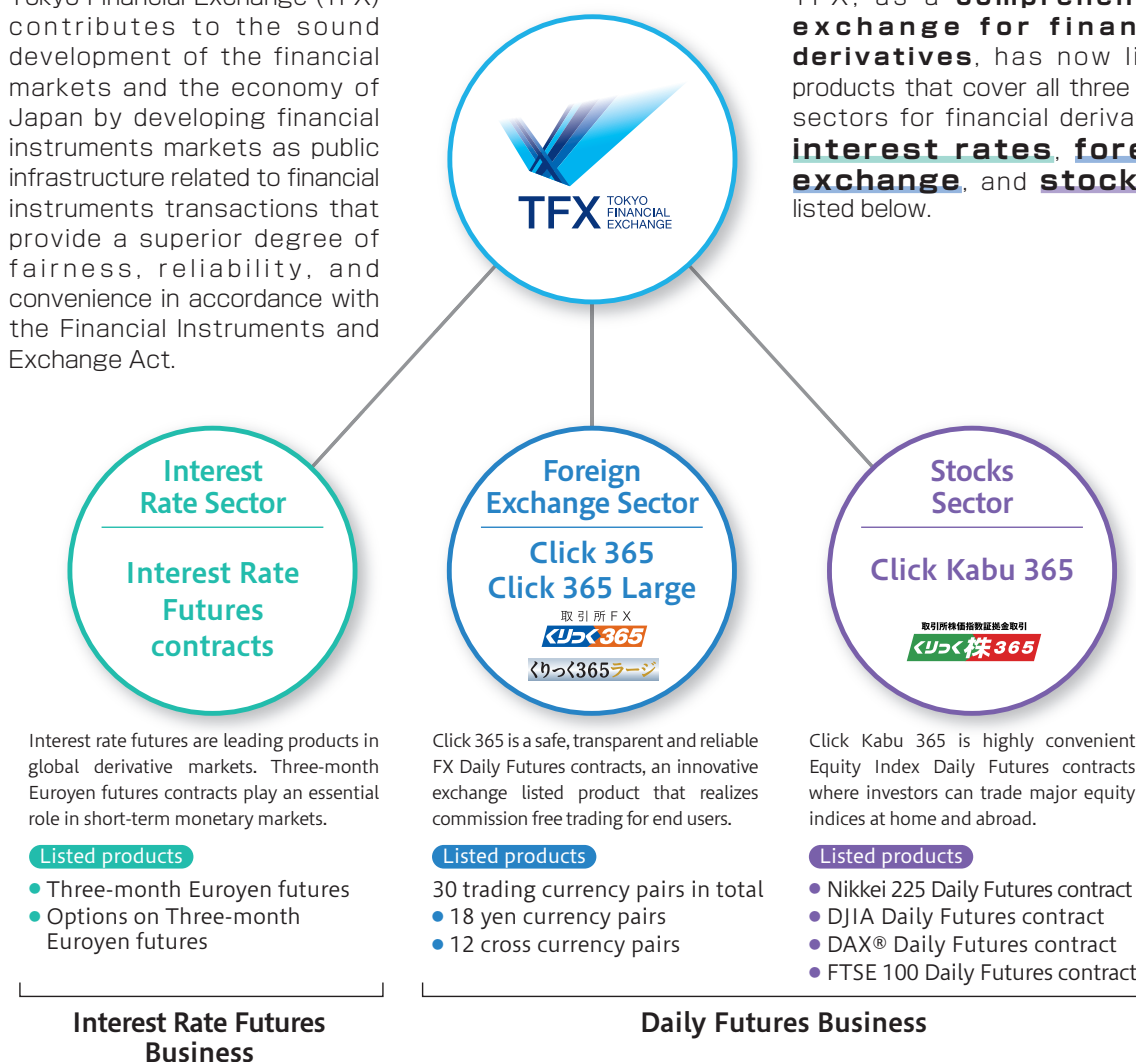 Tokyo Financial Exchange (TFX)
contributes to the sound
development of the financial
markets and the economy of
Japan by developing financial
instruments markets as public
infrastructure related to financial
instruments transactions that
provide a superior degree of
fairness, reliability, and
convenience in accordance with
the Financial Instruments and
Exchange Act.
TFX TOKYO
FINANCIAL
EXCHANGE
TFX, as a
exchange for
derivatives, has now
products that cover all three
sectors for financial
interest rates,
exchange, and
listed below.
Interest
Rate Sector
Interest Rate
Futures
contracts
Foreign
Exchange Sector
Click 365
Click 365 Large
取引所FX
くりっく365
くりっく365ラージ
Stocks
Sector
Click Kabu 365
取引所株価指数証拠金取引
くりっく株365
Interest rate futures are leading products in
global derivative markets. Three-month
Euroyen futures contracts play an essential
role in short-term monetary markets.
Listed products
• Three-month Euroyen futures
• Options on Three-month
Euroyen futures
Click 365 is a safe, transparent and reliable
FX Daily Futures contracts, an innovative
exchange listed product that realizes
commission free trading for end users.
Listed products
30 trading currency pairs in total
• 18 yen currency pairs
• 12 cross currency pairs
Click Kabu 365 is highly convenient
Equity Index Daily Futures contracts
where investors can trade major equity
indices at home and abroad.
Listed products
• Nikkei 225 Daily Futures contract
• DJIA Daily Futures contract
• DAX® Daily Futures contract
• FTSE 100 Daily Futures contract
Interest Rate Futures
Business
Daily Futures Business